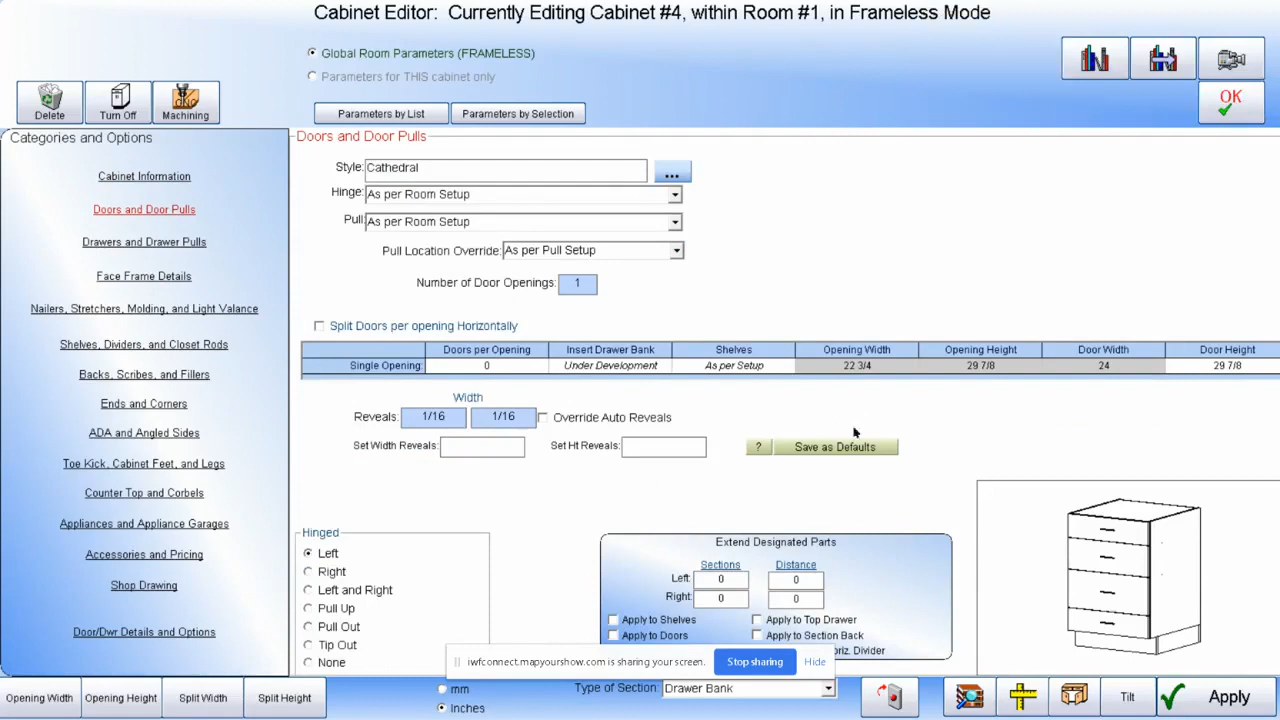 Cabinet Editor: Currently Editing Cabinet #4, within Room #1, in Frameless Mode
Global Room Parameters (FRAMELESS)
Parameters for THIS cabinet only
Delete
Turn Off
Machining
Parameters by List
Parameters by Selection
OK
Categories and Options
Cabinet Information
Doors and Door Pulls
Drawers and Drawer Pulls
Face Frame Details
Nailers, Stretchers, Molding, and Light Valance
Shelves, Dividers, and Closet Rods
Backs, Scribes, and Fillers
Ends and Corners
ADA and Angled Sides
Toe Kick, Cabinet Feet, and Legs
Counter Top and Corbels
Appliances and Appliance Garages
Accessories and Pricing
Shop Drawing
Door/Dwr Details and Options
Doors and Door Pulls
Style: Cathedral ...
Hinge: As per Room Setup
Pull: As per Room Setup
Pull Location Override: As per Pull Setup
Number of Door Openings: 1
Split Doors per opening Horizontally
Doors per Opening Insert Drawer Bank Shelves Opening Width Opening Height Door Width Door Height
Single Opening: 0 Under Development As per Setup 22 3/4 29 7/8 24 29 7/8
Width
Reveals: 1/16 1/16 Override Auto Reveals
Set Width Reveals: Set Ht Reveals: ? Save as Defaults
Hinged
Left
Right
Left and Right
Pull Up
Pull Out
Tip Out
None
Extend Designated Parts
Sections Distance
Left: 0 0
Right: 0 0
Apply to Shelves Apply to Top Drawer
Apply to Doors Apply to Section Back
oriz. Divider
iwfconnect.mapyourshow.com is sharing your screen. Stop sharing Hide
Opening Width Opening Height Split Width Split Height
mm
Inches
Type of Section: Drawer Bank
Tilt
Apply